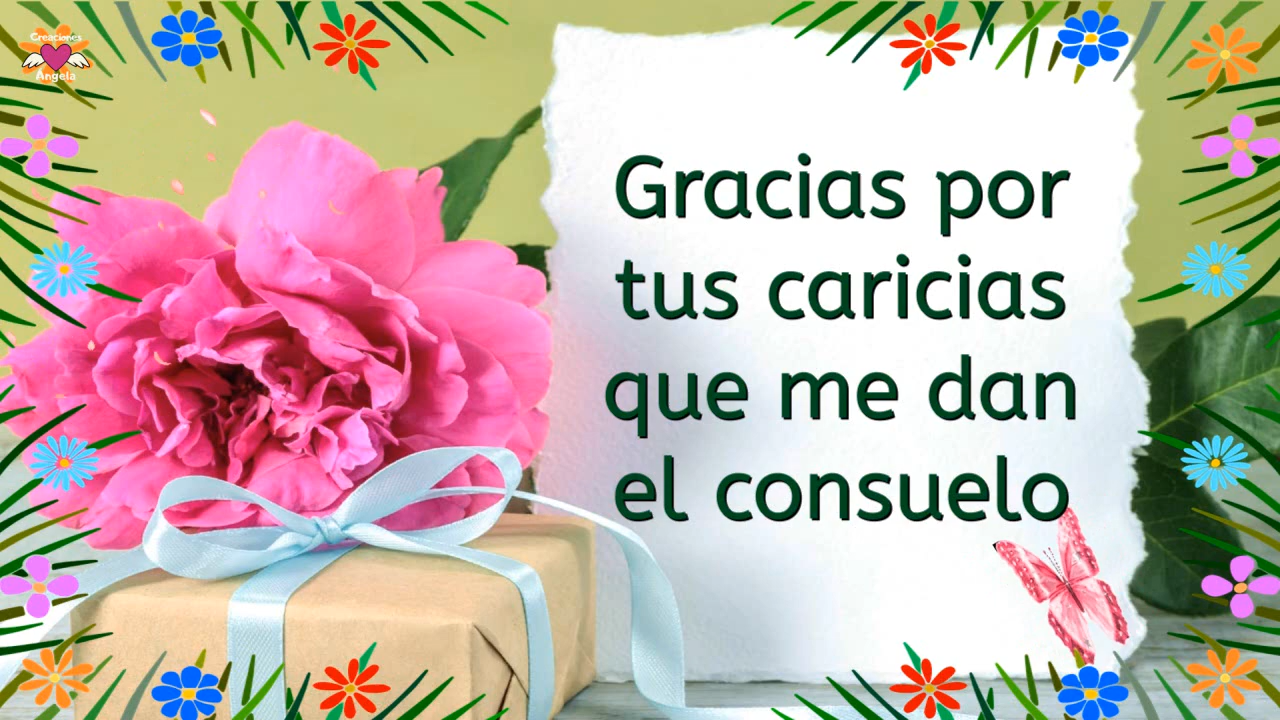 Creaciones
Angela
Gracias por
tus caricias
que me dan
el consuelo